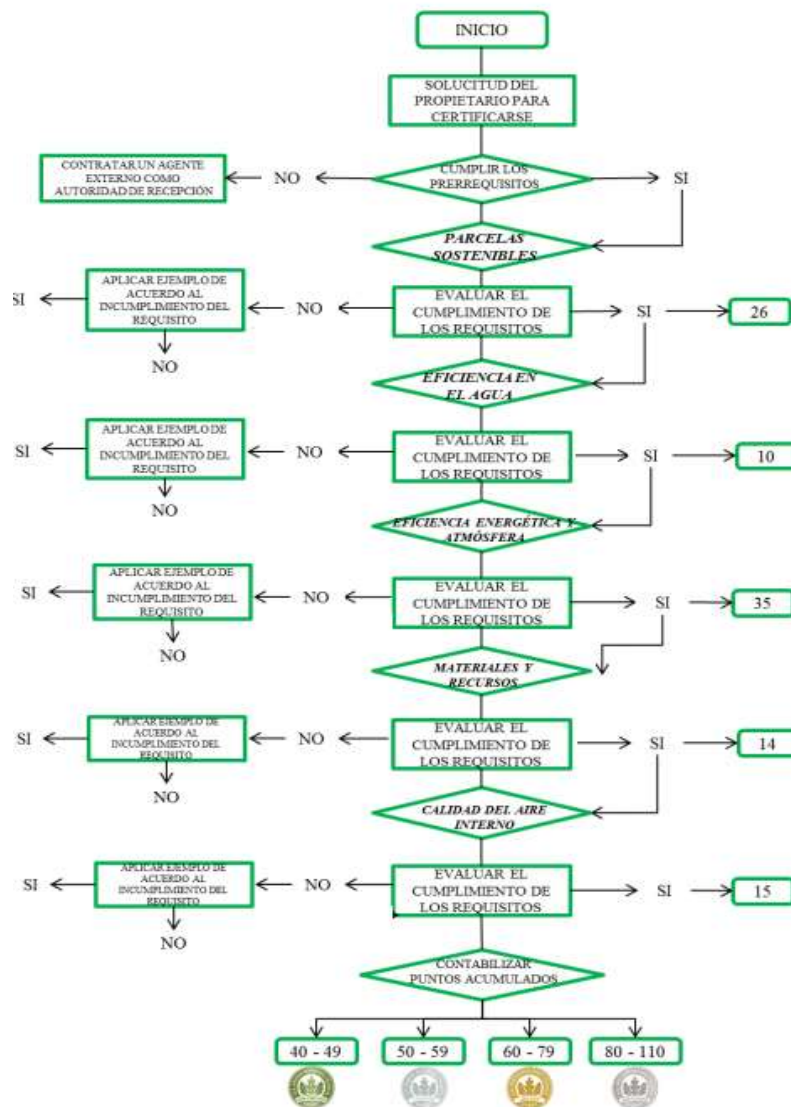 INICIO
SOLUCITUD DEL
PROPIETARIO PARA
CERTIFICARSE
CONTRATAR UN AGENTE
EXTERNO COMO
AUTORIDAD DE RECEPCIÓN
NO
CUMPLIR LOS
PRERREQUISITOS
SI
PARCELAS
SOSTENIBLES
SI
APLICAR EJEMPLO DE
ACUERDO AL
INCUMPLIMIENTO DEL
REQUISITO
NO
EVALUAR EL
CUMPLIMIENTO DE
LOS REQUISITOS
SI
26
NO
EFICIENCIA EN
EL AGUA
SI
APLICAR EJEMPLO DE
ACUERDO AL
INCUMPLIMIENTO DEL
REQUISITO
NO
EVALUAR EL
CUMPLIMIENTO DE
LOS REQUISITOS
SI
10
NO
EFICIENCIA ENERGÉTICA Y
ATMÓSFERA
SI
APLICAR EJEMPLO DE
ACUERDO AL
INCUMPLIMIENTO DEL
REQUISITO
NO
EVALUAR EL
CUMPLIMIENTO DE
LOS REQUISITOS
SI
35
NO
MATERIALES Y
RECURSOS
SI
APLICAR EJEMPLO DE
ACUERDO AL
INCUMPLIMIENTO DEL
REQUISITO
NO
EVALUAR EL
CUMPLIMIENTO DE
LOS REQUISITOS
SI
14
NO
CALIDAD DEL AIRE
INTERNO
SI
APLICAR EJEMPLO DE
ACUERDO AL
INCUMPLIMIENTO DEL
REQUISITO
NO
EVALUAR EL
CUMPLIMIENTO DE
LOS REQUISITOS
SI
15
NO
CONTABILIZAR
PUNTOS ACUMULADOS
40 - 49
50 - 59
60 - 79
80 - 110